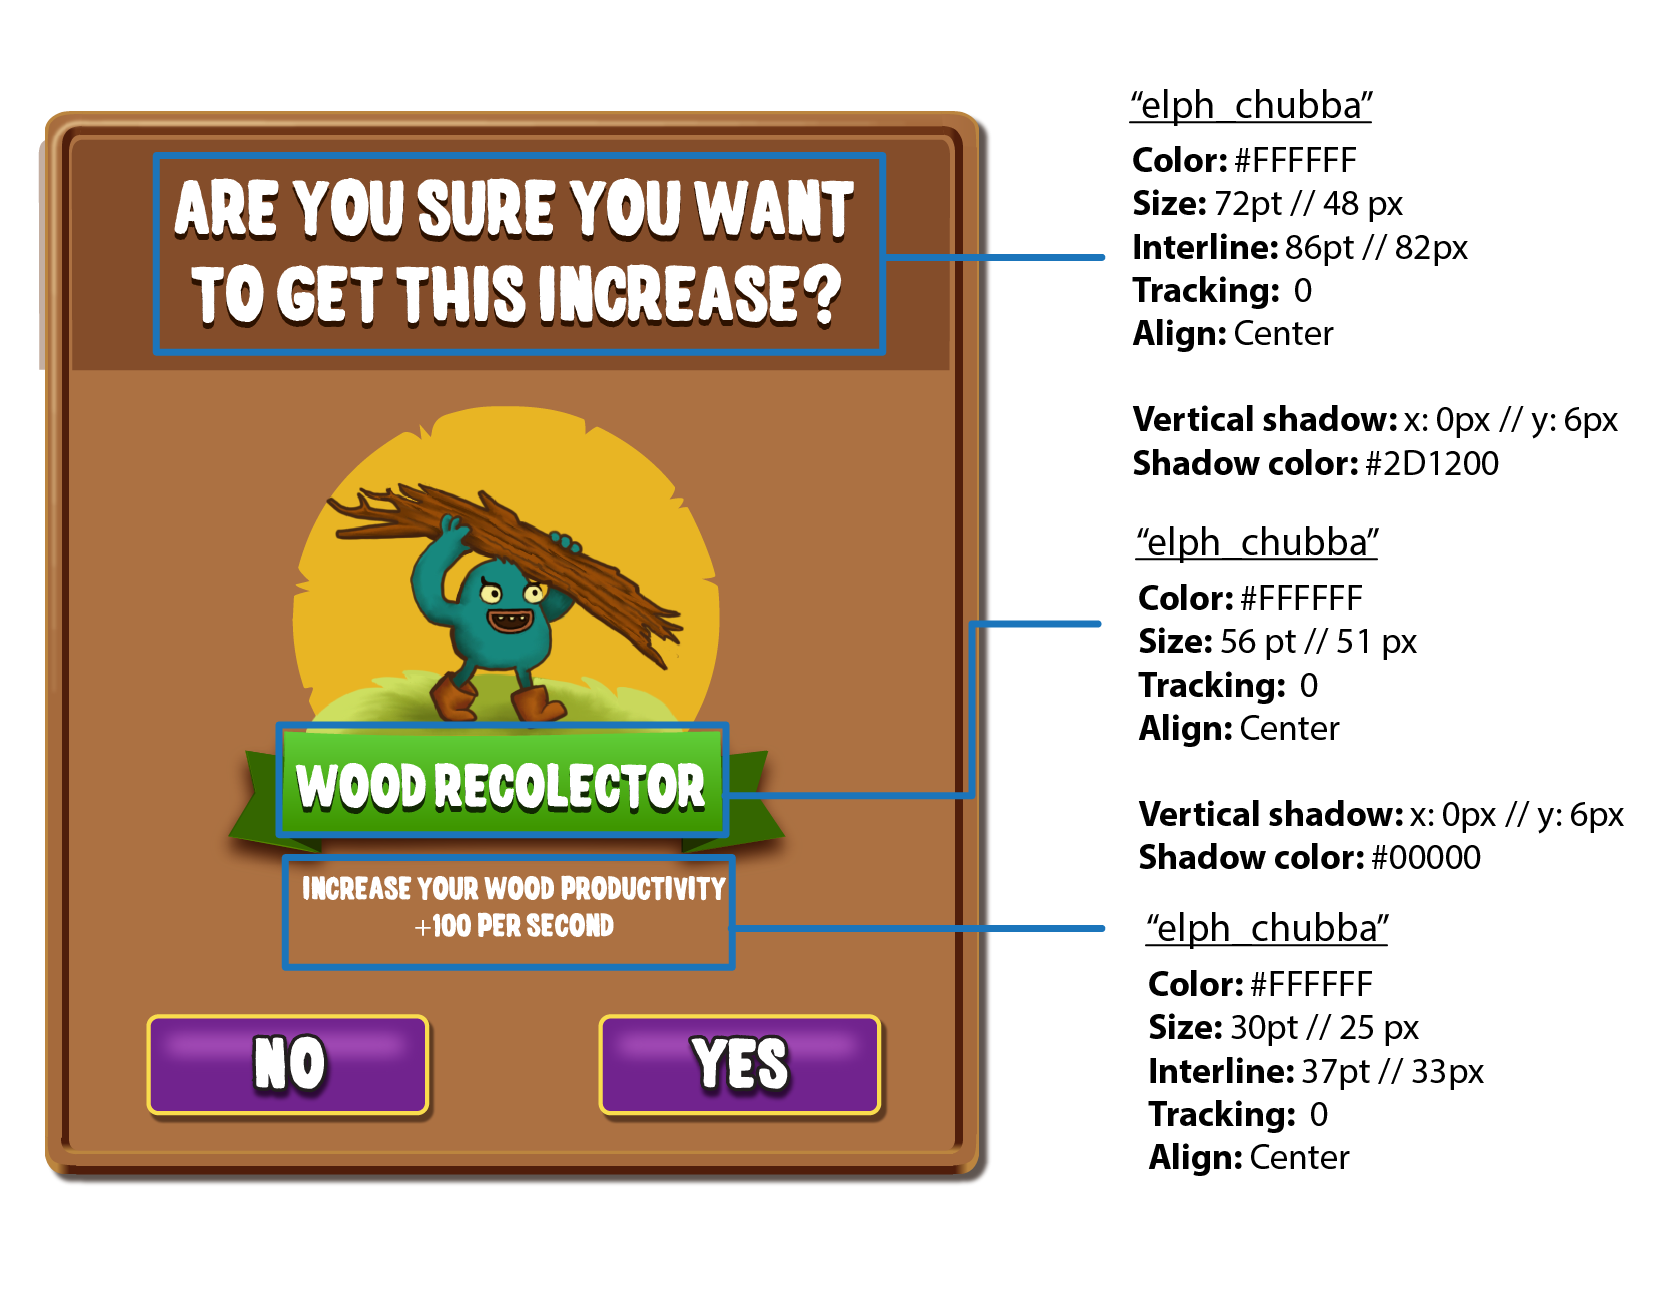 ARE YOU SURE YOU WANT
TO GET THIS INCREASE?
WOOD RECOLECTOR
INCREASE YOUR WOOD PRODUCTIVITY
+100 PER SECOND
NO
YES
“elph_chubba”
Color: #FFFFFF
Size: 72pt // 48 px
Interline: 86pt // 82px
Tracking: 0
Align: Center
Vertical shadow: x: 0px // y: 6px
Shadow color: #2D1200
“elph_chubba”
Color: #FFFFFF
Size: 56 pt // 51 px
Tracking: 0
Align: Center
Vertical shadow: x: 0px // y: 6px
Shadow color: #00000
“elph_chubba”
Color: #FFFFFF
Size: 30pt // 25 px
Interline: 37pt // 33px
Tracking: 0
Align: Center